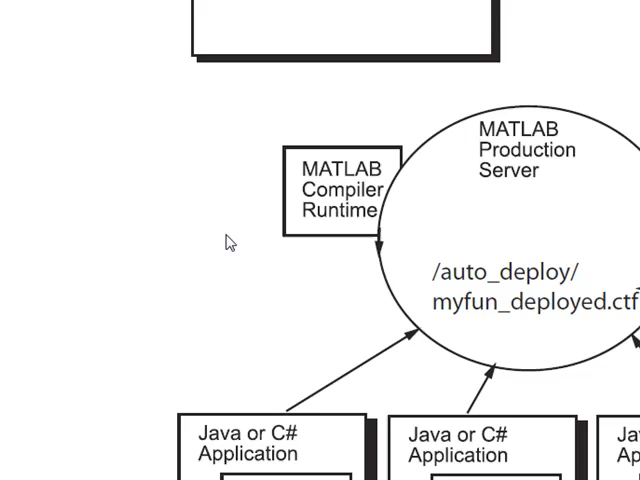 MATLAB
Production
Server
MATLAB
Compiler
Runtime
/auto_deploy/
myfun_deployed.ctf
Java or C#
Application
Java or C#
Application